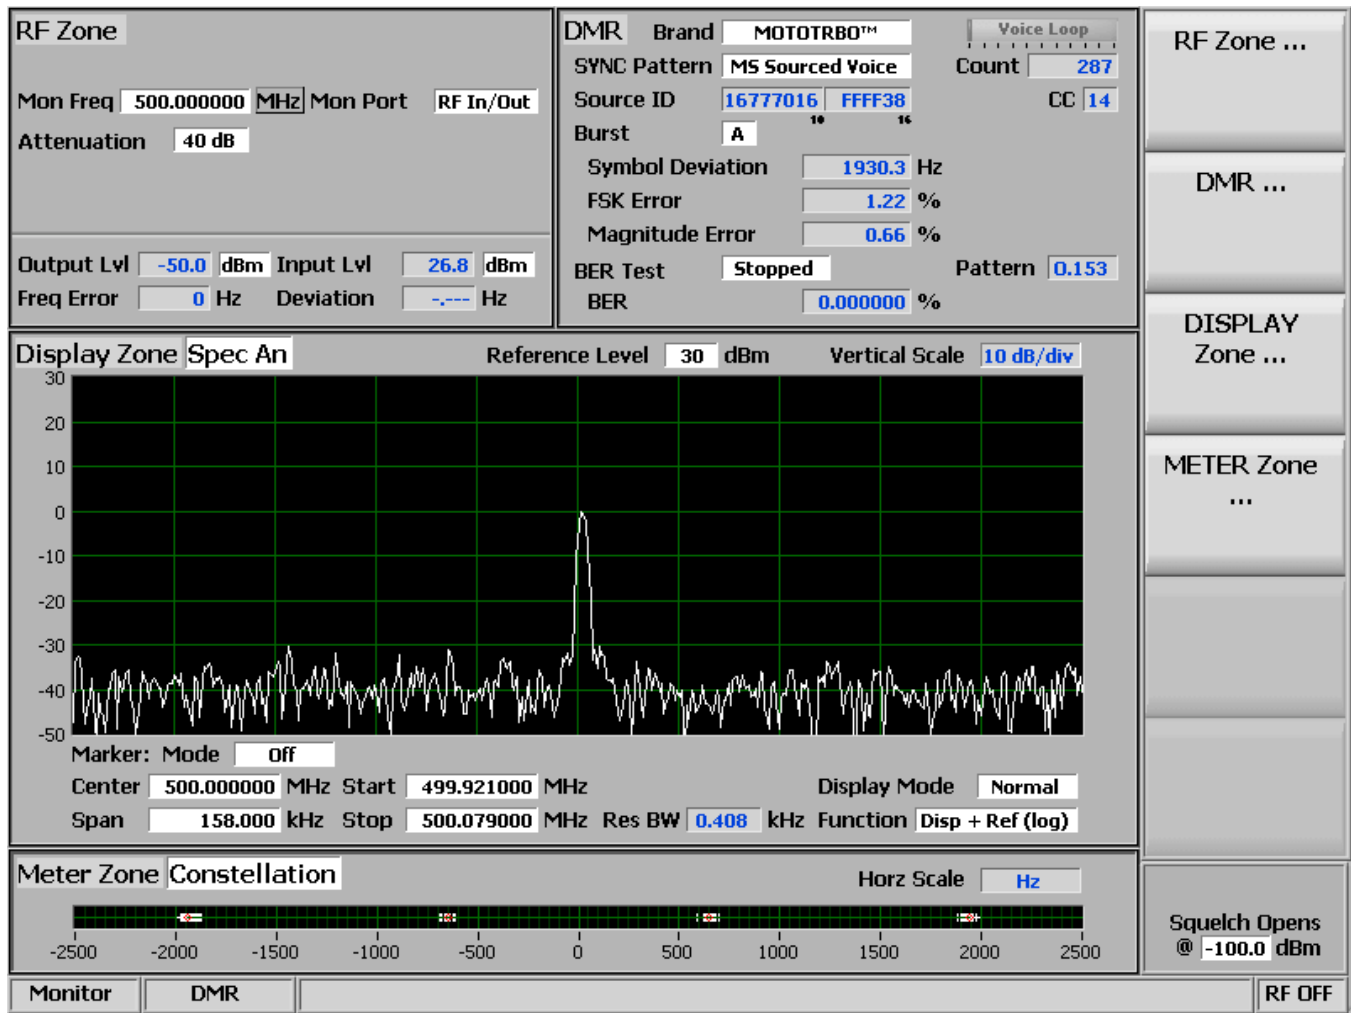 RF Zone
Mon Freq 500.000000 MHz Mon Port RF In/Out
Attenuation 40 dB
Output Lvl -50.0 dBm Input Lvl 26.8 dBm
Freq Error 0 Hz Deviation -.--- Hz
DMR Brand MOTOTRBO™ Voice Loop
SYNC Pattern MS Sourced Voice Count 287
Source ID 16777016 10 FFFF38 16 CC 14
Burst A
Symbol Deviation 1930.3 Hz
FSK Error 1.22 %
Magnitude Error 0.66 %
BER Test Stopped Pattern 0.153
BER 0.000000 %
RF Zone ...
DMR ...
DISPLAY
Zone ...
METER Zone
...
Display Zone Spec An Reference Level 30 dBm Vertical Scale 10 dB/div
30
20
10
0
-10
-20
-30
-40
-50
Marker: Mode Off
Center 500.000000 MHz Start 499.921000 MHz Display Mode Normal
Span 158.000 kHz Stop 500.079000 MHz Res BW 0.408 kHz Function Disp + Ref (log)
Meter Zone Constellation Horz Scale Hz
-2500 -2000 -1500 -1000 -500 0 500 1000 1500 2000 2500
Squelch Opens
@ -100.0 dBm
Monitor DMR RF OFF